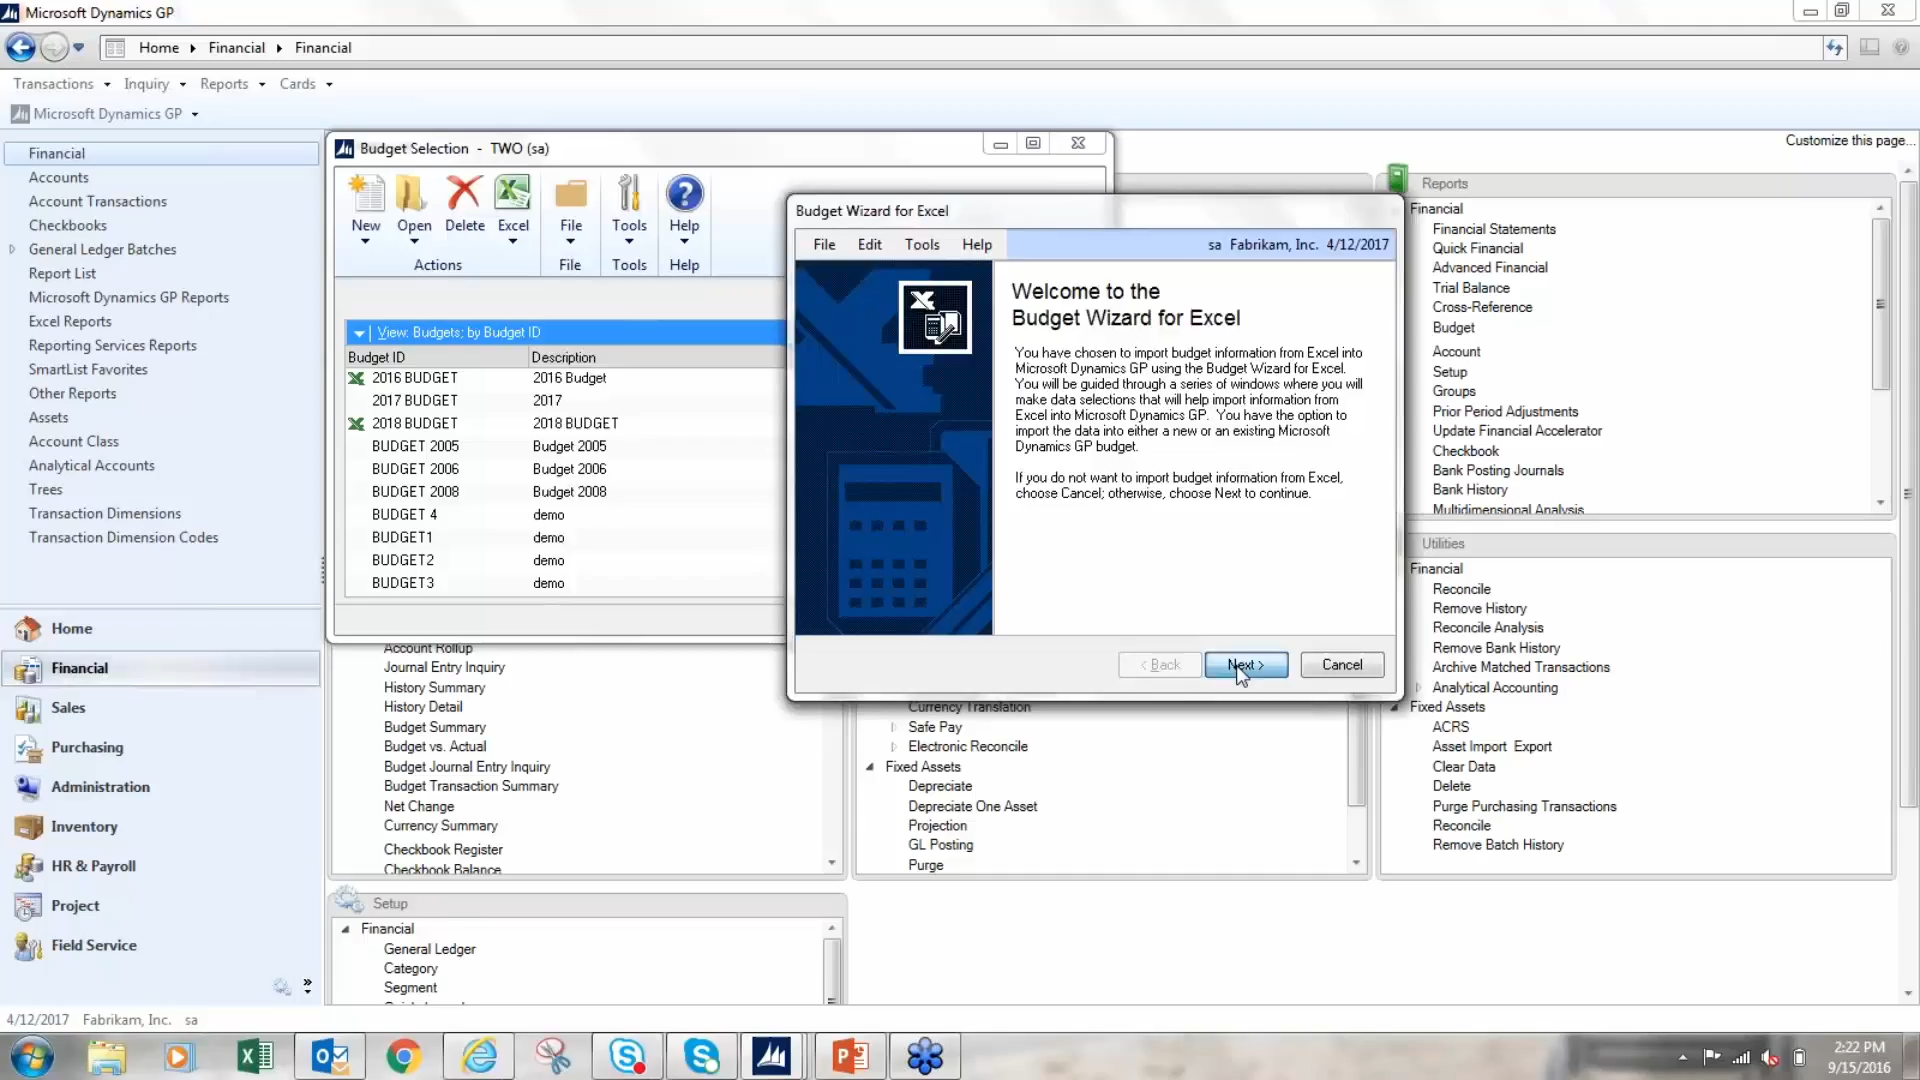 Microsoft Dynamics GP
Home Financial Financial
Transactions Inquiry Reports Cards
Microsoft Dynamics GP
Customize this page...
Financial
Accounts
Account Transactions
Checkbooks
General Ledger Batches
Report List
Microsoft Dynamics GP Reports
Excel Reports
Reporting Services Reports
SmartList Favorites
Other Reports
Assets
Account Class
Analytical Accounts
Trees
Transaction Dimensions
Transaction Dimension Codes
Home
Financial
Sales
Purchasing
Administration
Inventory
HR & Payroll
Project
Field Service
Budget Selection - TWO (sa)
New Open Delete Excel File Tools Help
Actions File Tools Help
View: Budgets; by Budget ID
Budget ID Description
2016 BUDGET 2016 Budget
2017 BUDGET 2017
2018 BUDGET 2018 BUDGET
BUDGET 2005 Budget 2005
BUDGET 2006 Budget 2006
BUDGET 2008 Budget 2008
BUDGET 4 demo
BUDGET1 demo
BUDGET2 demo
BUDGET3 demo
Budget Wizard for Excel
File Edit Tools Help sa Fabrikam, Inc. 4/12/2017
Welcome to the
Budget Wizard for Excel
You have chosen to import budget information from Excel into
Microsoft Dynamics GP using the Budget Wizard for Excel.
You will be guided through a series of windows where you will
make data selections that will help import information from
Excel into Microsoft Dynamics GP. You have the option to
import the data into either a new or an existing Microsoft
Dynamics GP budget.
If you do not want to import budget information from Excel,
choose Cancel; otherwise, choose Next to continue.
< Back Next > Cancel
Account Rollup
Journal Entry Inquiry
History Summary
History Detail
Budget Summary
Budget vs. Actual
Budget Journal Entry Inquiry
Budget Transaction Summary
Net Change
Currency Summary
Checkbook Register
Checkbook Balance
Currency Translation
Safe Pay
Electronic Reconcile
Fixed Assets
Depreciate
Depreciate One Asset
Projection
GL Posting
Purge
Setup
Financial
General Ledger
Category
Segment
Reports
Financial
Financial Statements
Quick Financial
Advanced Financial
Trial Balance
Cross-Reference
Budget
Account
Setup
Groups
Prior Period Adjustments
Update Financial Accelerator
Checkbook
Bank Posting Journals
Bank History
Multidimensional Analysis
Utilities
Financial
Reconcile
Remove History
Reconcile Analysis
Remove Bank History
Archive Matched Transactions
Analytical Accounting
Fixed Assets
ACRS
Asset Import Export
Clear Data
Delete
Purge Purchasing Transactions
Reconcile
Remove Batch History
4/12/2017 Fabrikam, Inc. sa
2:22 PM
9/15/2016